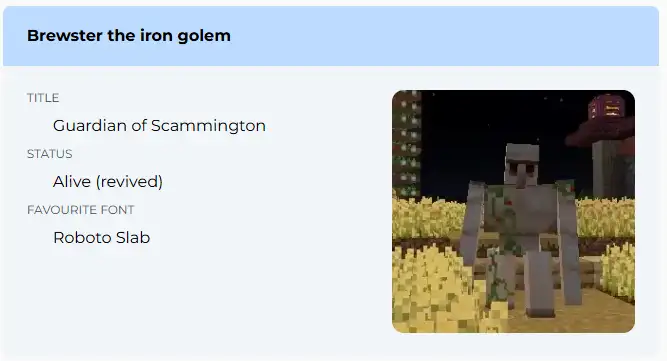 Brewster the iron golem
TITLE
Guardian of Scammington
STATUS
Alive (revived)
FAVOURITE FONT
Roboto Slab